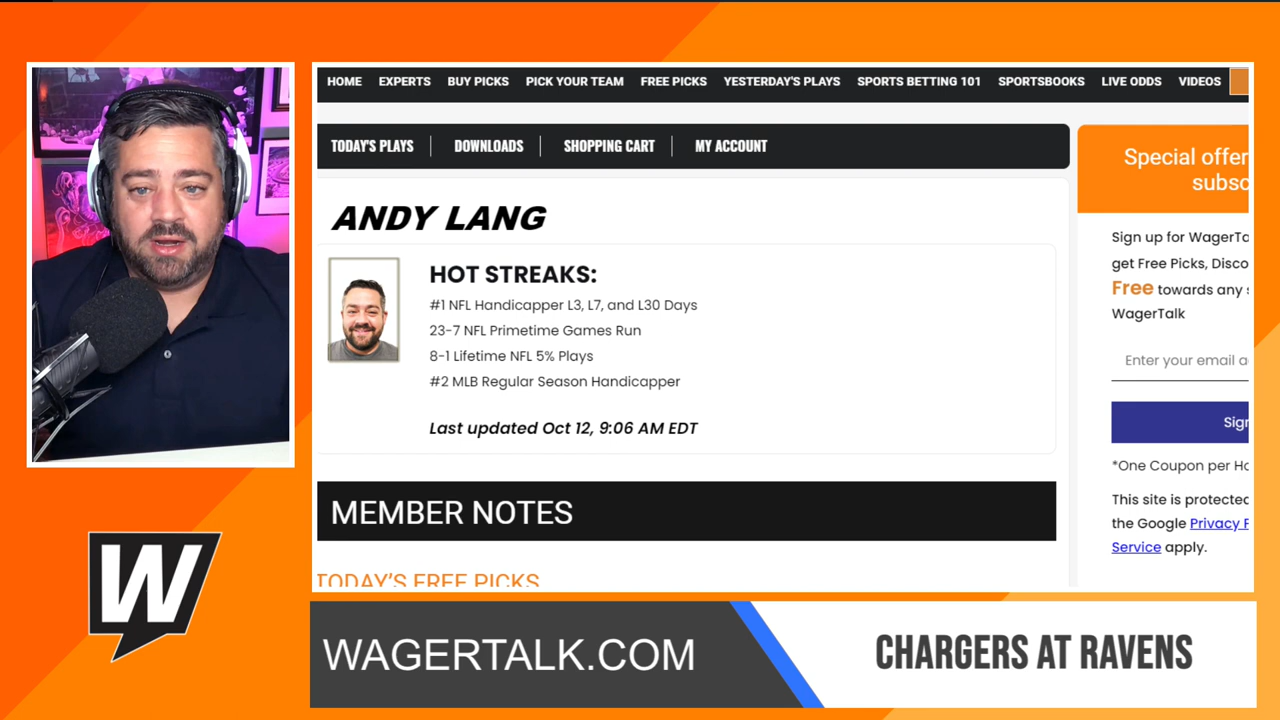 HOME EXPERTS BUY PICKS PICK YOUR TEAM FREE PICKS YESTERDAY'S PLAYS SPORTS BETTING 101 SPORTSBOOKS LIVE ODDS VIDEOS
TODAY'S PLAYS DOWNLOADS SHOPPING CART MY ACCOUNT
ANDY LANG
HOT STREAKS:
#1 NFL Handicapper L3, L7, and L30 Days
23-7 NFL Primetime Games Run
8-1 Lifetime NFL 5% Plays
#2 MLB Regular Season Handicapper
Last updated Oct 12, 9:06 AM EDT
MEMBER NOTES
TODAY'S FREE PICKS
Special offer
subsc
Sign up for WagerTa
get Free Picks, Disco
Free towards any
WagerTalk
Enter your email a
Sign
*One Coupon per Ho
This site is protected
the Google Privacy P
Service apply.
W
WAGERTALK.COM
CHARGERS AT RAVENS